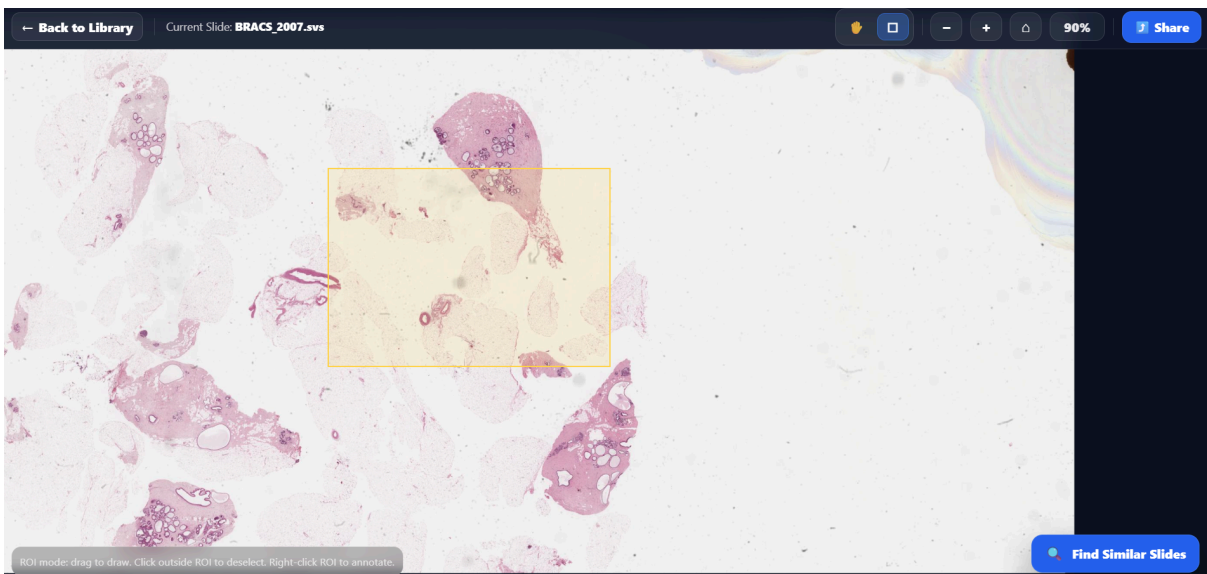 ← Back to Library
Current Slide: BRACS_2007.svs
90%
Share
ROI mode: drag to draw. Click outside ROI to deselect. Right-click ROI to annotate.
Find Similar Slides